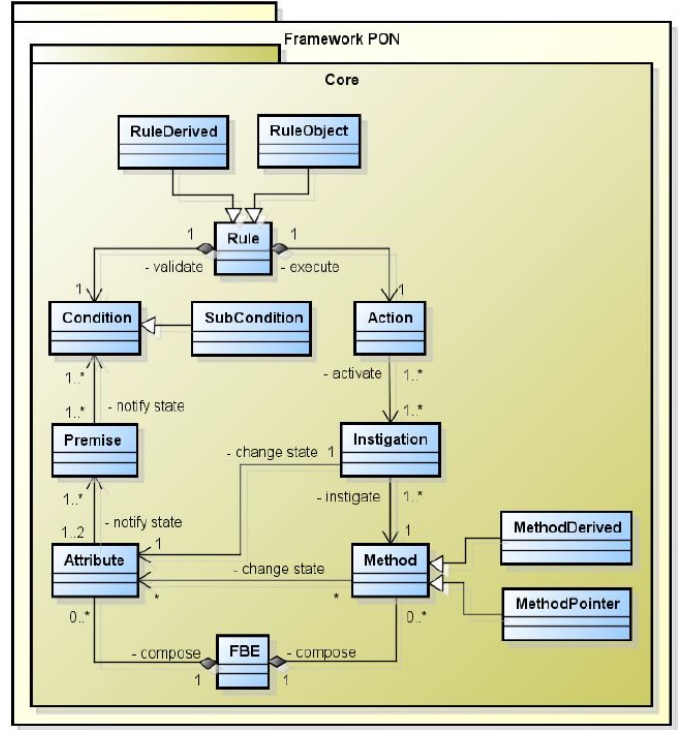 Framework PON
Core
RuleDerived
RuleObject
1
Rule
1
- validate
- execute
1
1
Condition
SubCondition
Action
1..*
- activate
1..*
1..*
- notify state
1..*
Premise
- change state
1
Instigation
1..*
- instigate
1..*
1..2
- notify state
1
1
MethodDerived
Attribute
- change state
Method
*
*
MethodPointer
0..*
0..*
- compose
FBE
- compose
1
1